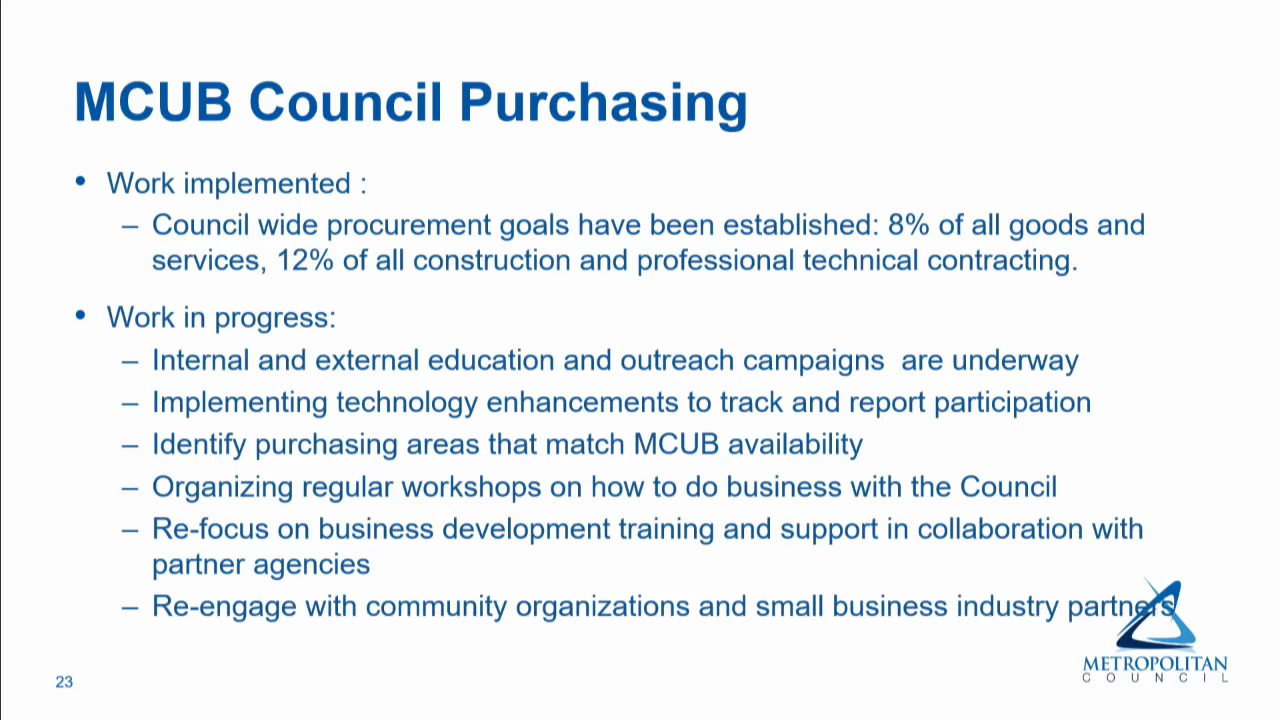 MCUB Council Purchasing
• Work implemented :
– Council wide procurement goals have been established: 8% of all goods and
services, 12% of all construction and professional technical contracting.
• Work in progress:
– Internal and external education and outreach campaigns  are underway
– Implementing technology enhancements to track and report participation
– Identify purchasing areas that match MCUB availability
– Organizing regular workshops on how to do business with the Council
– Re-focus on business development training and support in collaboration with
partner agencies
– Re-engage with community organizations and small business industry partners
METROPOLITAN
COUNCIL
23